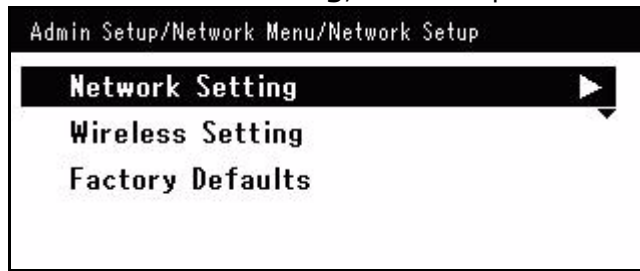 Admin Setup/Network Menu/Network Setup
Network Setting
Wireless Setting
Factory Defaults